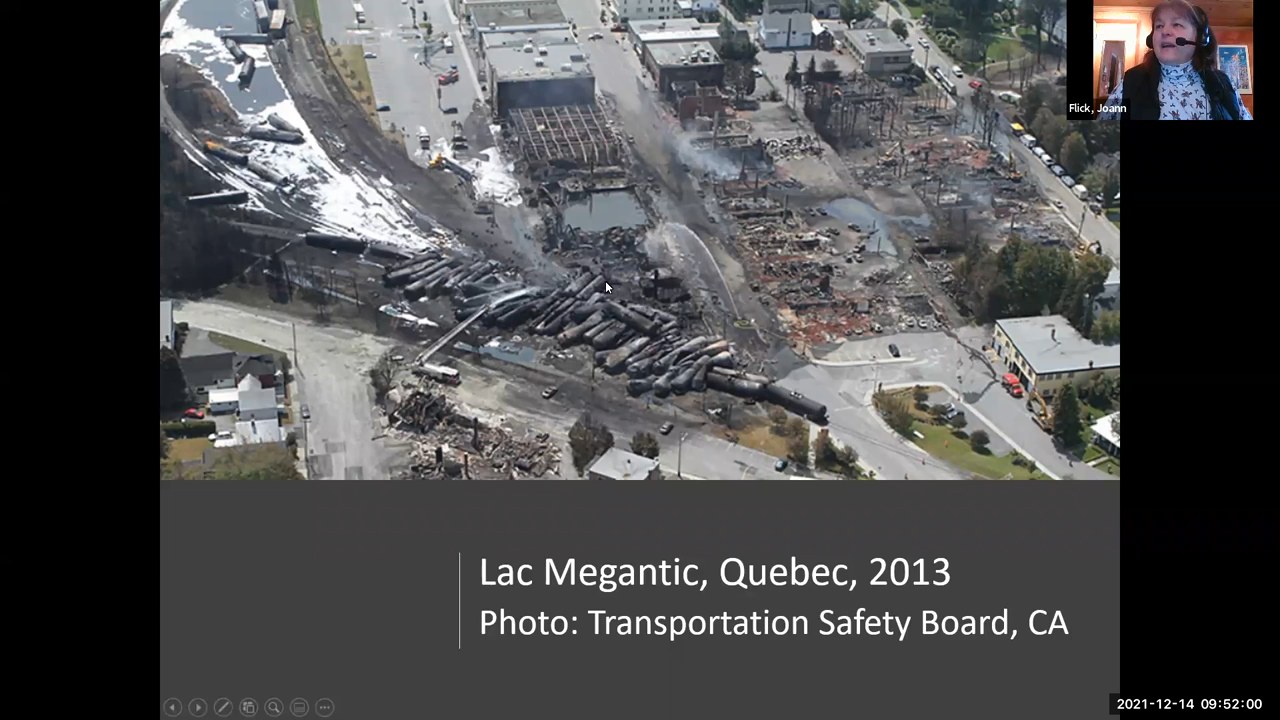 Flick, Joann
Lac Megantic, Quebec, 2013
Photo: Transportation Safety Board, CA
2021-12-14 09:52:00